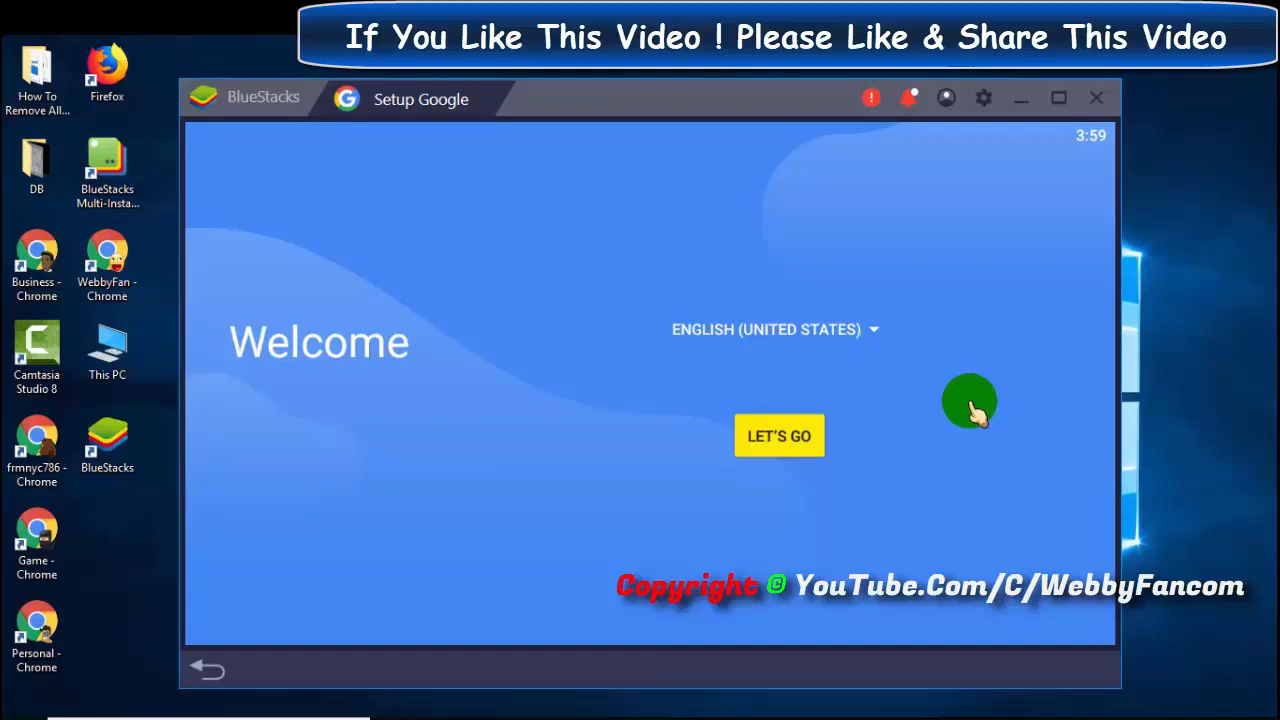 If You Like This Video ! Please Like & Share This Video
How To
Remove All...
Firefox
DB
BlueStacks
Multi-Insta...
Business -
Chrome
WebbyFan -
Chrome
Camtasia
Studio 8
This PC
frmnyc786 -
Chrome
BlueStacks
Game -
Chrome
Personal -
Chrome
BlueStacks
Setup Google
3:59
Welcome
ENGLISH (UNITED STATES)
LET'S GO
Copyright © YouTube.Com/C/WebbyFancom